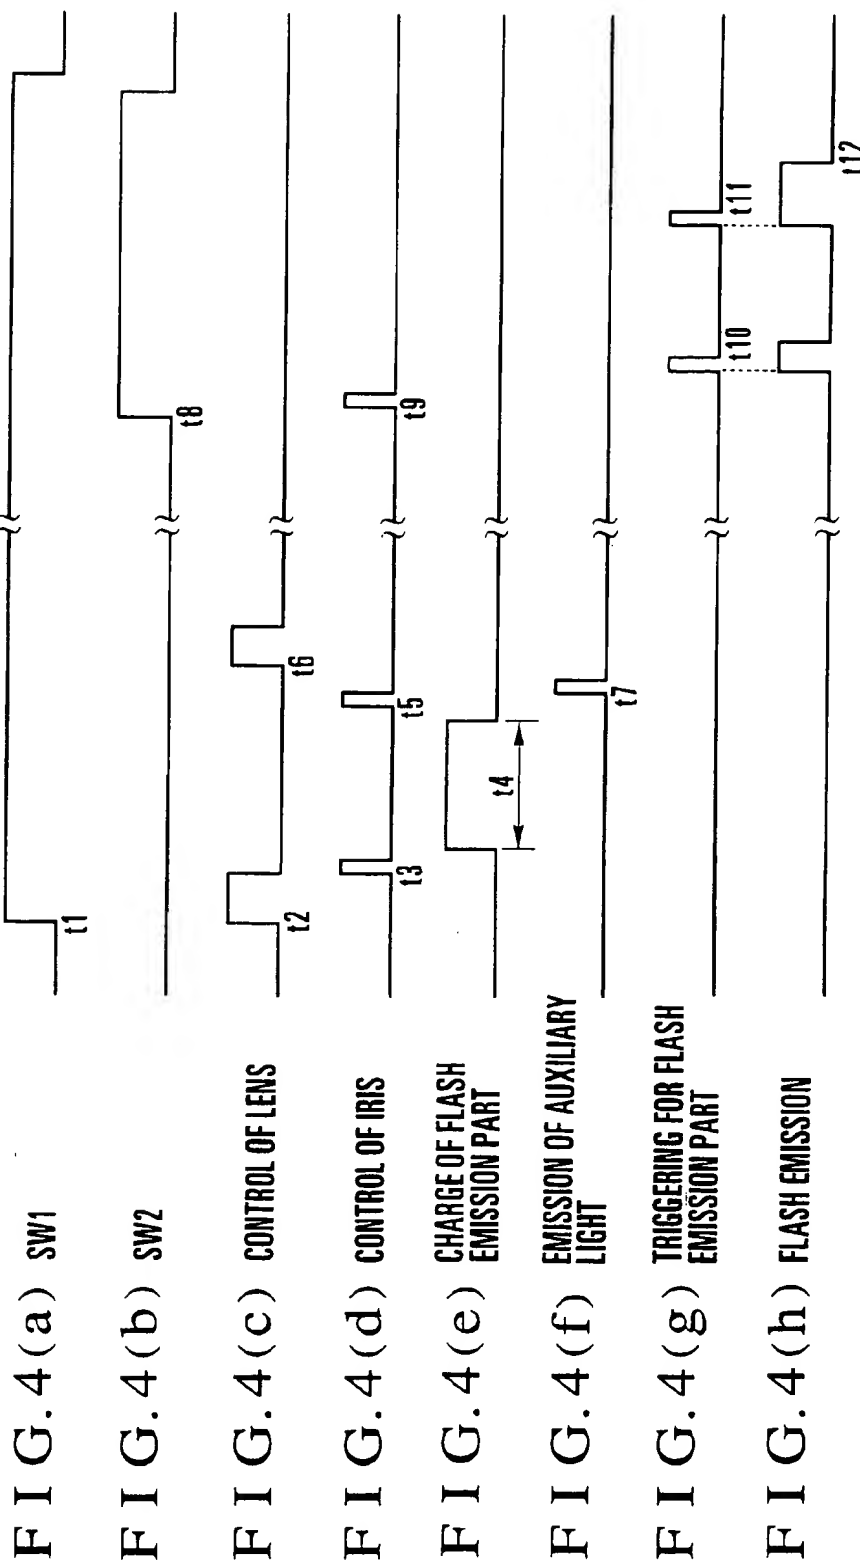 FIG.4(a) SW1
t1
FIG.4(b) SW2
t8
FIG.4(c) CONTROL OF LENS
t2
t6
FIG.4(d) CONTROL OF IRIS
t3
t5
t9
FIG.4(e) CHARGE OF FLASH
EMISSION PART
t4
FIG.4(f) EMISSION OF AUXILIARY
LIGHT
t7
FIG.4(g) TRIGGERING FOR FLASH
EMISSION PART
t10
t11
FIG.4(h) FLASH EMISSION
t12